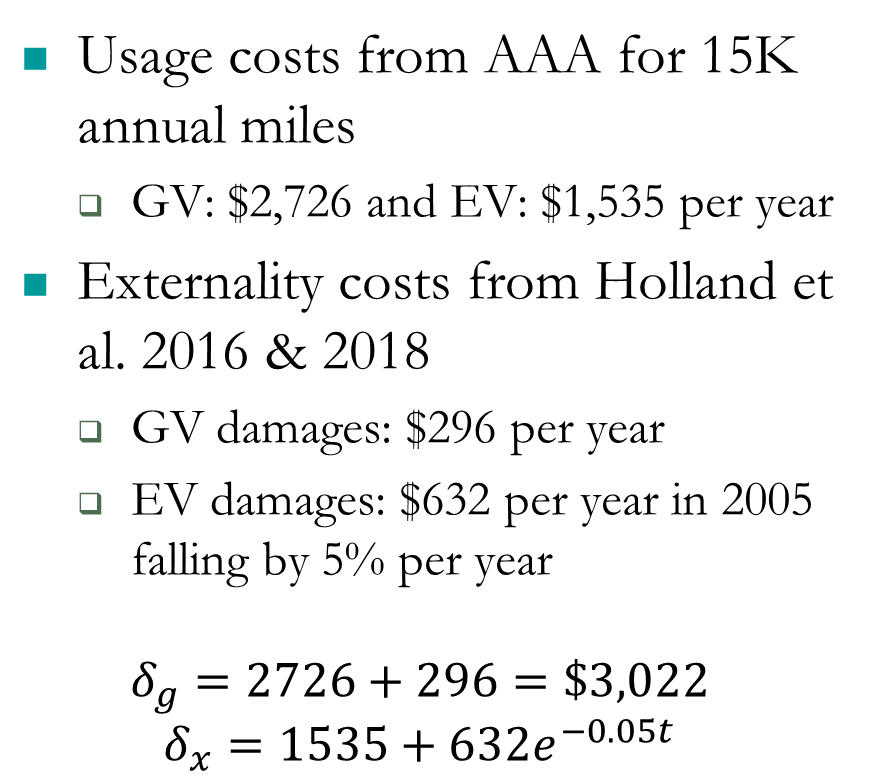 ■ Usage costs from AAA for 15K
annual miles
❑ GV: $2,726 and EV: $1,535 per year
■ Externality costs from Holland et
al. 2016 & 2018
❑ GV damages: $296 per year
❑ EV damages: $632 per year in 2005
falling by 5% per year
𝛿𝑔 = 2726 + 296 = $3,022
𝛿𝑥 = 1535 + 632𝑒^−0.05𝑡